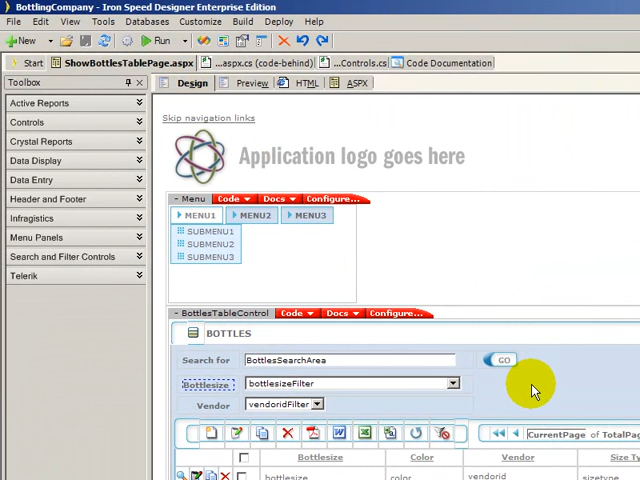 BottlingCompany - Iron Speed Designer Enterprise Edition
File Edit View Tools Databases Customize Build Deploy Help
New Run
Start ShowBottlesTablePage.aspx ...aspx.cs (code-behind) ...Controls.cs Code Documentation
Toolbox Design Preview HTML ASPX
Active Reports
Controls
Crystal Reports
Data Display
Data Entry
Header and Footer
Infragistics
Menu Panels
Search and Filter Controls
Telerik
Skip navigation links
Application logo goes here
- Menu Code Docs Configure...
MENU1 MENU2 MENU3
SUBMENU1
SUBMENU2
SUBMENU3
- BottlesTableControl Code Docs Configure...
BOTTLES
Search for BottlesSearchArea GO
Bottlesize bottlesizeFilter
Vendor vendoridFilter
CurrentPage of TotalPag
Bottlesize Color Vendor Size Ty
bottlesize color vendorid sizetype